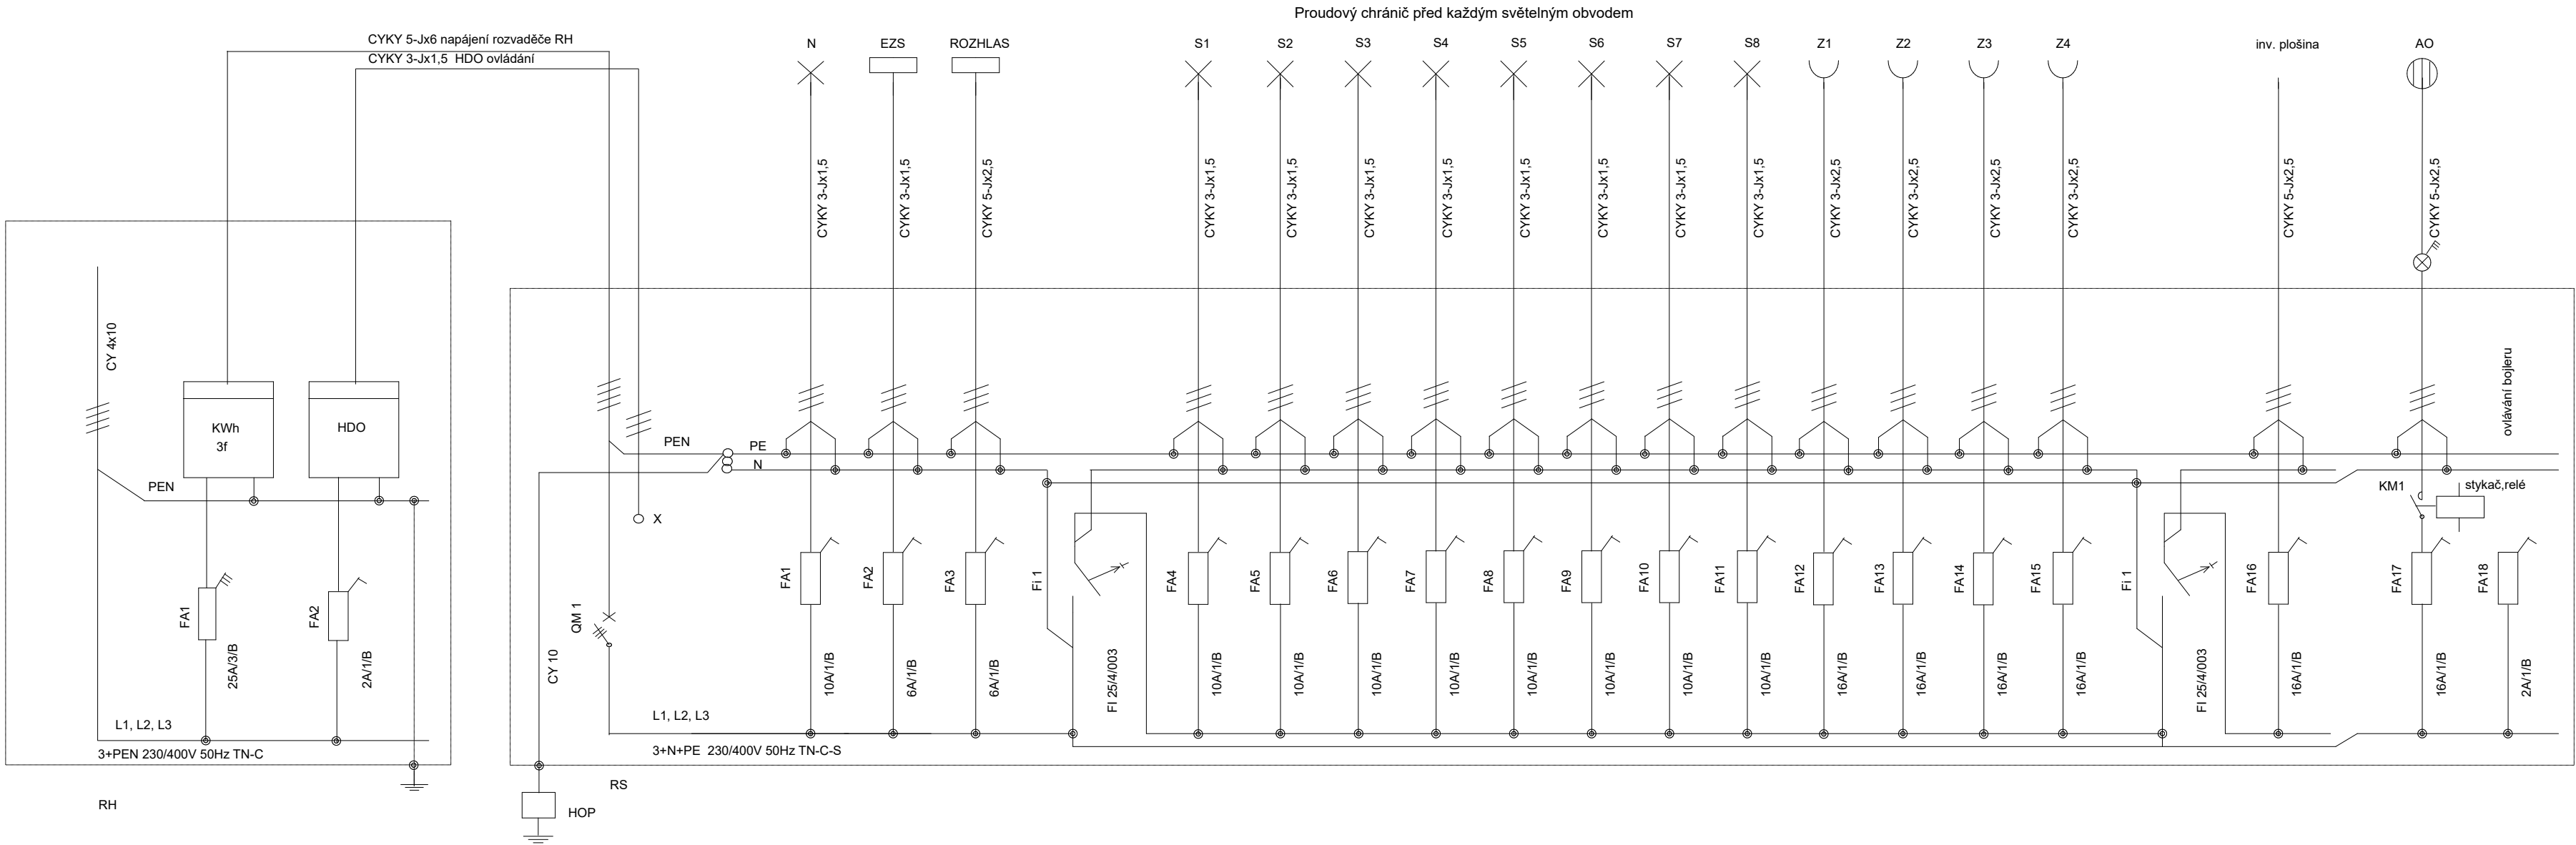 Proudový chránič před každým světelným obvodem
CYKY 5-Jx6 napájení rozvaděče RH
CYKY 3-Jx1,5 HDO ovládání
N
EZS
ROZHLAS
S1
S2
S3
S4
S5
S6
S7
S8
Z1
Z2
Z3
Z4
inv. plošina
AO
CYKY 3-Jx1,5
CYKY 3-Jx1,5
CYKY 5-Jx2,5
CYKY 3-Jx1,5
CYKY 3-Jx1,5
CYKY 3-Jx1,5
CYKY 3-Jx1,5
CYKY 3-Jx1,5
CYKY 3-Jx1,5
CYKY 3-Jx1,5
CYKY 3-Jx1,5
CYKY 3-Jx2,5
CYKY 3-Jx2,5
CYKY 3-Jx2,5
CYKY 3-Jx2,5
CYKY 5-Jx2,5
CYKY 5-Jx2,5
CY 4x10
KWh
3f
HDO
PEN
PEN
PE
N
X
ovlávání bojleru
KM1
stykač,relé
FA1
FA2
25A/3/B
2A/1/B
QM 1
CY 10
FA1
FA2
FA3
Fi 1
FA4
FA5
FA6
FA7
FA8
FA9
FA10
FA11
FA12
FA13
FA14
FA15
Fi 1
FA16
FA17
FA18
10A/1/B
6A/1/B
6A/1/B
FI 25/4/003
10A/1/B
10A/1/B
10A/1/B
10A/1/B
10A/1/B
10A/1/B
10A/1/B
10A/1/B
16A/1/B
16A/1/B
16A/1/B
16A/1/B
FI 25/4/003
16A/1/B
16A/1/B
2A/1/B
L1, L2, L3
3+PEN 230/400V 50Hz TN-C
L1, L2, L3
3+N+PE 230/400V 50Hz TN-C-S
RH
RS
HOP